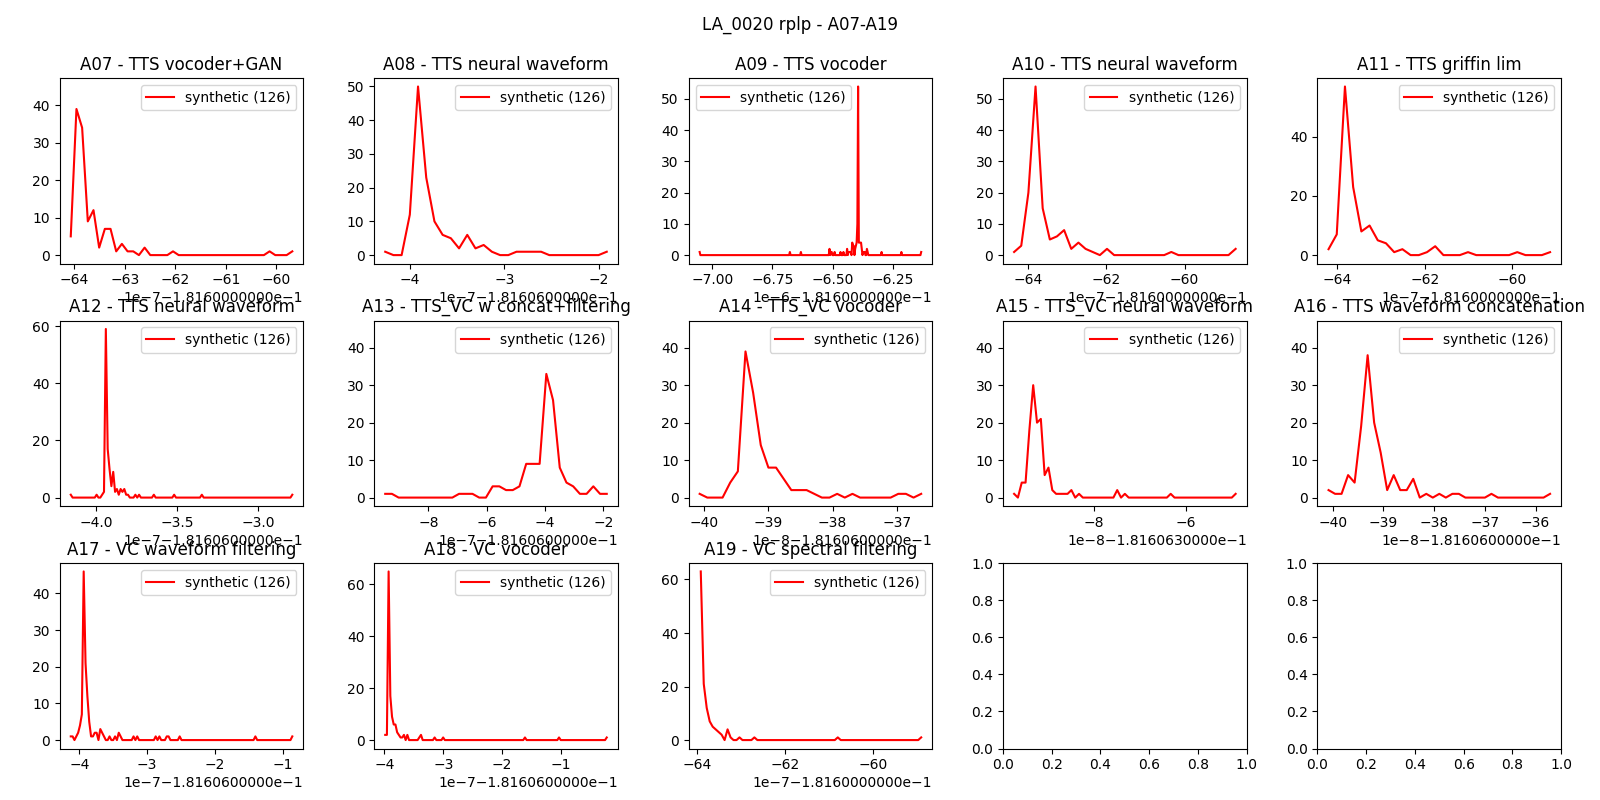 LA_0020 rplp - A07-A19
A07 - TTS vocoder+GAN
A08 - TTS neural waveform
A09 - TTS vocoder
A10 - TTS neural waveform
A11 - TTS griffin lim
synthetic (126)
synthetic (126)
synthetic (126)
synthetic (126)
synthetic (126)
40
30
20
10
0
50
40
30
20
10
0
50
40
30
20
10
0
50
40
30
20
10
0
40
20
0
−64 −63 −62 −61 −60
−4 −3 −2
−7.00 −6.75 −6.50 −6.25
−64 −62 −60
−64 −62 −60
1e−7−1.8160000000e−1
1e−7−1.8160600000e−1
1e−6−1.8160000000e−1
1e−7−1.8160000000e−1
1e−7−1.8160000000e−1
A12 - TTS neural waveform
A13 - TTS_VC w concat+filtering
A14 - TTS_VC vocoder
A15 - TTS_VC neural waveform
A16 - TTS waveform concatenation
synthetic (126)
synthetic (126)
synthetic (126)
synthetic (126)
synthetic (126)
60
40
20
0
40
30
20
10
0
40
30
20
10
0
40
30
20
10
0
40
30
20
10
0
−4.0 −3.5 −3.0
−8 −6 −4 −2
−40 −39 −38 −37
−8 −6
−40 −39 −38 −37 −36
1e−7−1.8160600000e−1
1e−7−1.8160600000e−1
1e−8−1.8160600000e−1
1e−8−1.8160630000e−1
1e−8−1.8160600000e−1
A17 - VC waveform filtering
A18 - VC vocoder
A19 - VC spectral filtering
synthetic (126)
synthetic (126)
synthetic (126)
40
30
20
10
0
60
40
20
0
60
40
20
0
1.0
0.8
0.6
0.4
0.2
0.0
1.0
0.8
0.6
0.4
0.2
0.0
−4 −3 −2 −1
−4 −3 −2 −1
−64 −62 −60
0.0 0.2 0.4 0.6 0.8 1.0
0.0 0.2 0.4 0.6 0.8 1.0
1e−7−1.8160600000e−1
1e−7−1.8160600000e−1
1e−7−1.8160000000e−1